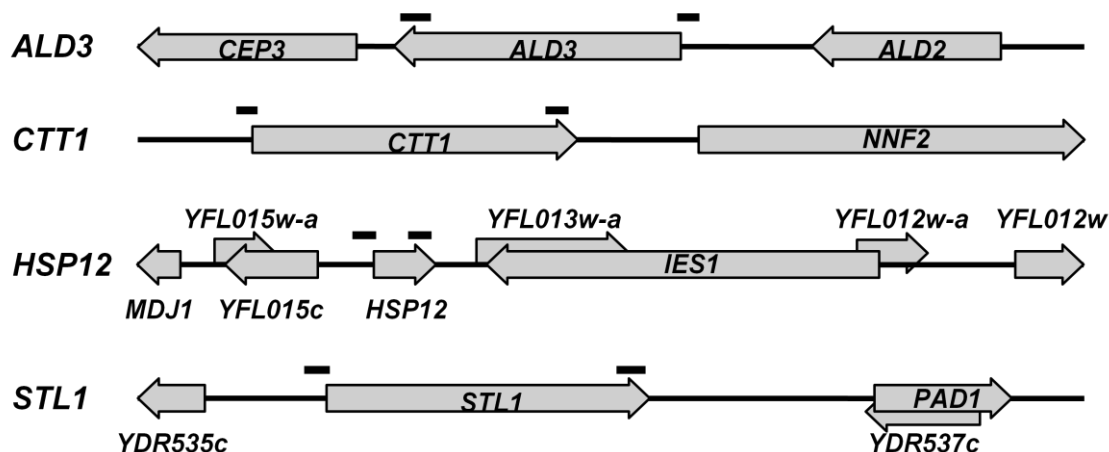 ALD3 CEP3 ALD3 ALD2
CTT1 CTT1 NNF2
YFL015w-a YFL013w-a YFL012w-a YFL012w
HSP12 IES1
MDJ1 YFL015c HSP12
STL1 STL1 PAD1
YDR535c YDR537c